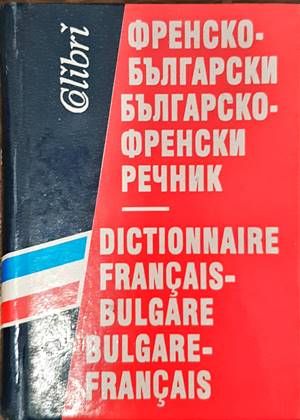 Colibri
ФРЕНСКО-
БЪЛГАРСКИ
БЪЛГАРСКО-
ФРЕНСКИ
РЕЧНИК
DICTIONNAIRE
FRANÇAIS-
BULGARE
BULGARE-
FRANÇAIS